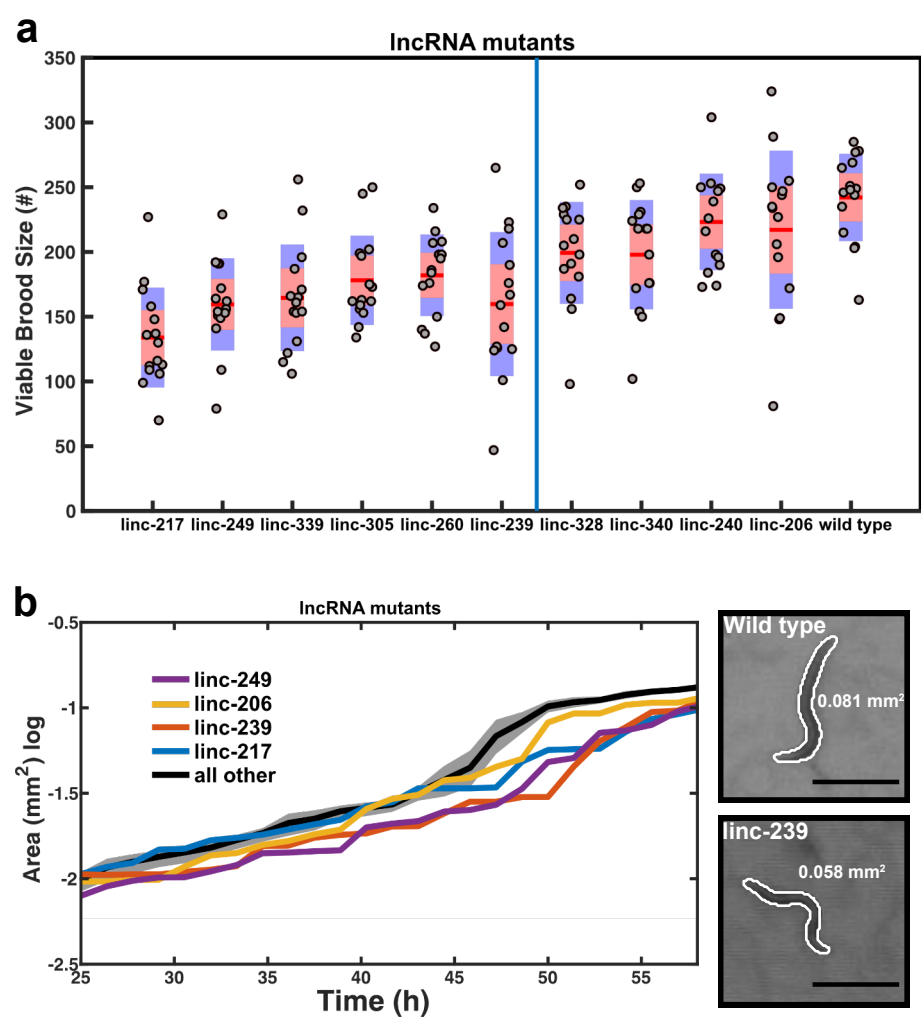 a
lncRNA mutants
Viable Brood Size (#)
350
300
250
200
150
100
50
0
linc-217 linc-249 linc-339 linc-305 linc-260 linc-239 linc-328 linc-340 linc-240 linc-206 wild type
b
lncRNA mutants
Area (mm²) log
-0.5
-1
-1.5
-2
-2.5
linc-249
linc-206
linc-239
linc-217
all other
25 30 35 40 45 50 55
Time (h)
Wild type
0.081 mm²
linc-239
0.058 mm²